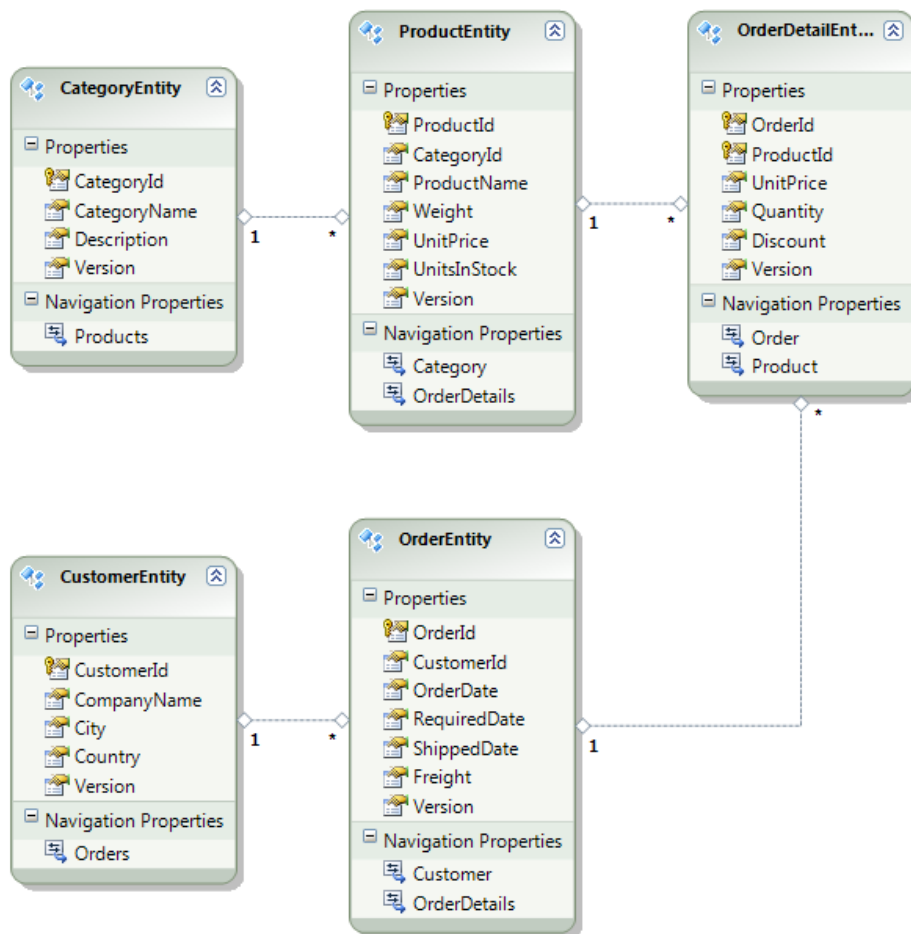 CategoryEntity
Properties
CategoryId
CategoryName
Description
Version
Navigation Properties
Products
1
*
ProductEntity
Properties
ProductId
CategoryId
ProductName
Weight
UnitPrice
UnitsInStock
Version
Navigation Properties
Category
OrderDetails
1
*
OrderDetailEnt...
Properties
OrderId
ProductId
UnitPrice
Quantity
Discount
Version
Navigation Properties
Order
Product
*
CustomerEntity
Properties
CustomerId
CompanyName
City
Country
Version
Navigation Properties
Orders
1
*
OrderEntity
Properties
OrderId
CustomerId
OrderDate
RequiredDate
ShippedDate
Freight
Version
Navigation Properties
Customer
OrderDetails
1